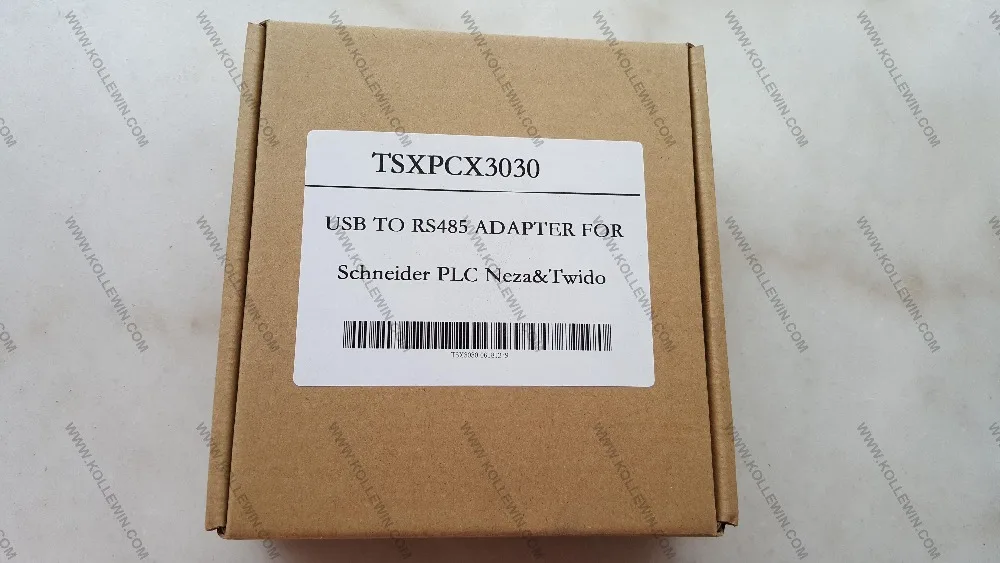 TSXPCX3030
USB TO RS485 ADAPTER FOR
Schneider PLC Neza&Twido
WWW.KOLLEWIN.COM